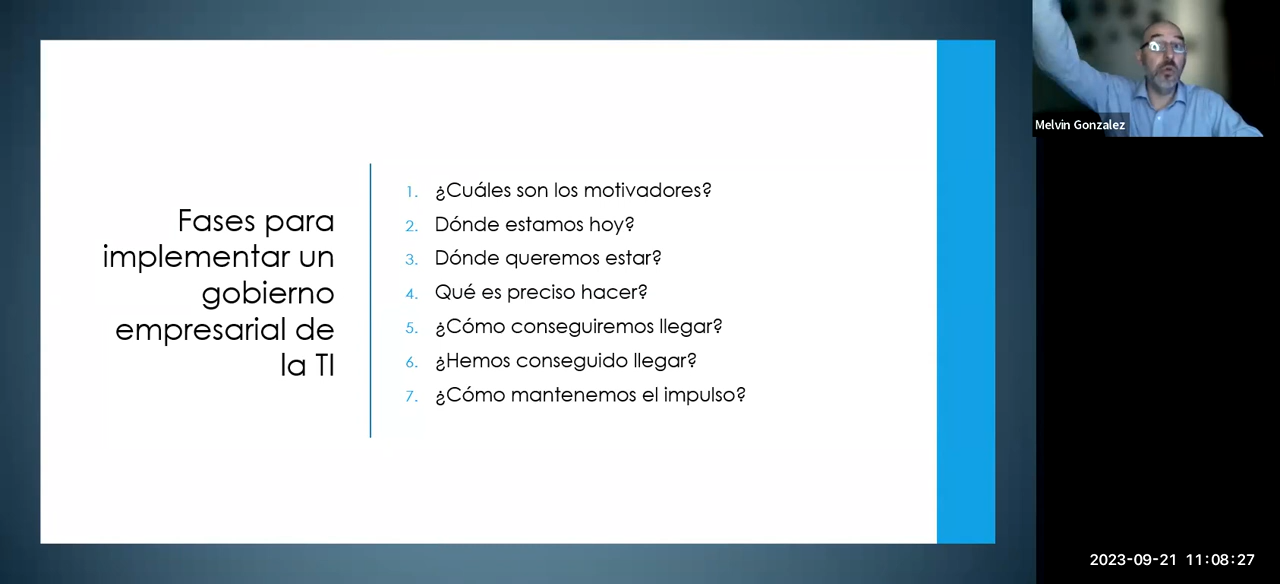 Fases para
implementar un
gobierno
empresarial de
la TI
1. ¿Cuáles son los motivadores?
2. Dónde estamos hoy?
3. Dónde queremos estar?
4. Qué es preciso hacer?
5. ¿Cómo conseguiremos llegar?
6. ¿Hemos conseguido llegar?
7. ¿Cómo mantenemos el impulso?
Melvin Gonzalez
2023-09-21 11:08:27